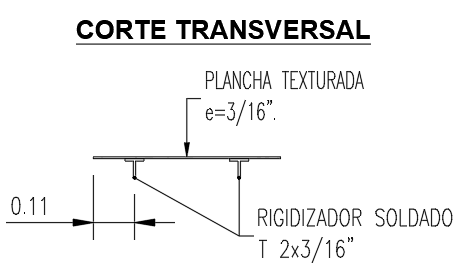 CORTE TRANSVERSAL
PLANCHA TEXTURADA
e=3/16".
0.11
RIGIDIZADOR SOLDADO
T 2x3/16"